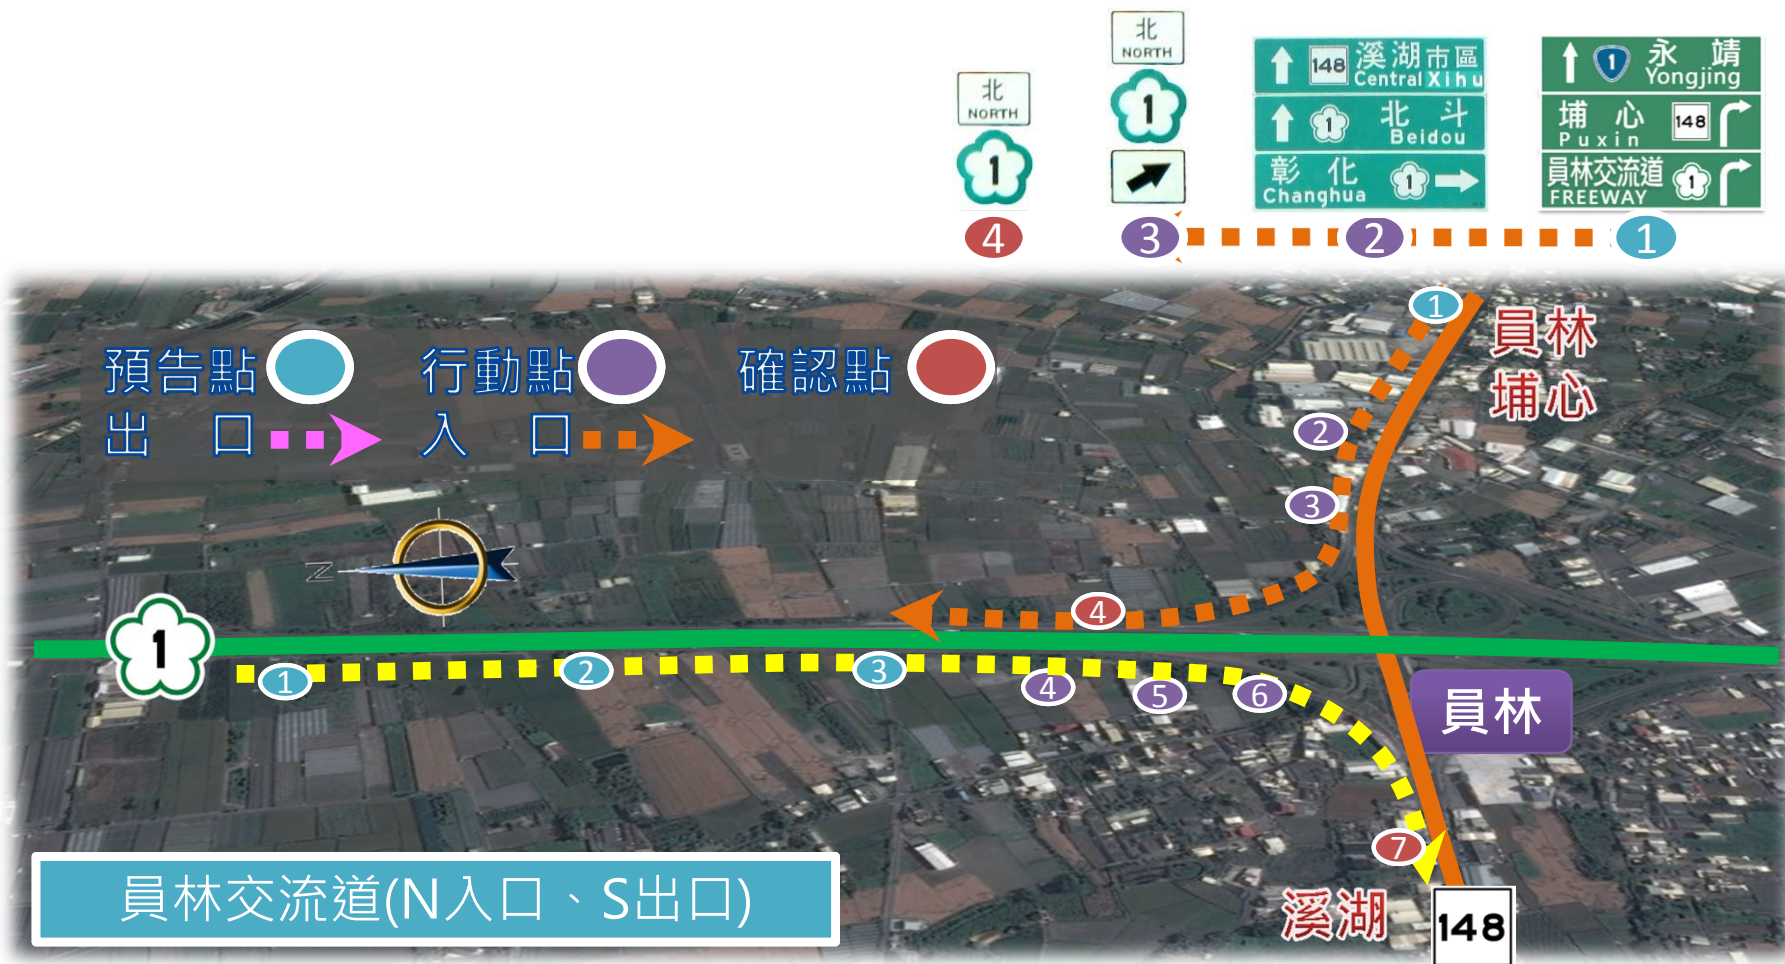 北
NORTH
1
4
北
NORTH
1
3
148 溪湖市區
Central Xihu
1 北斗
Beidou
彰化 1
Changhua
2
1 永靖
Yongjing
埔心 148
Puxin
員林交流道 1
FREEWAY
1
預告點 行動點 確認點
出口 入口
1
員林
埔心
2
3
N
4
1
1
2
3
4
5
6
員林
7
員林交流道(N入口、S出口)
溪湖
148